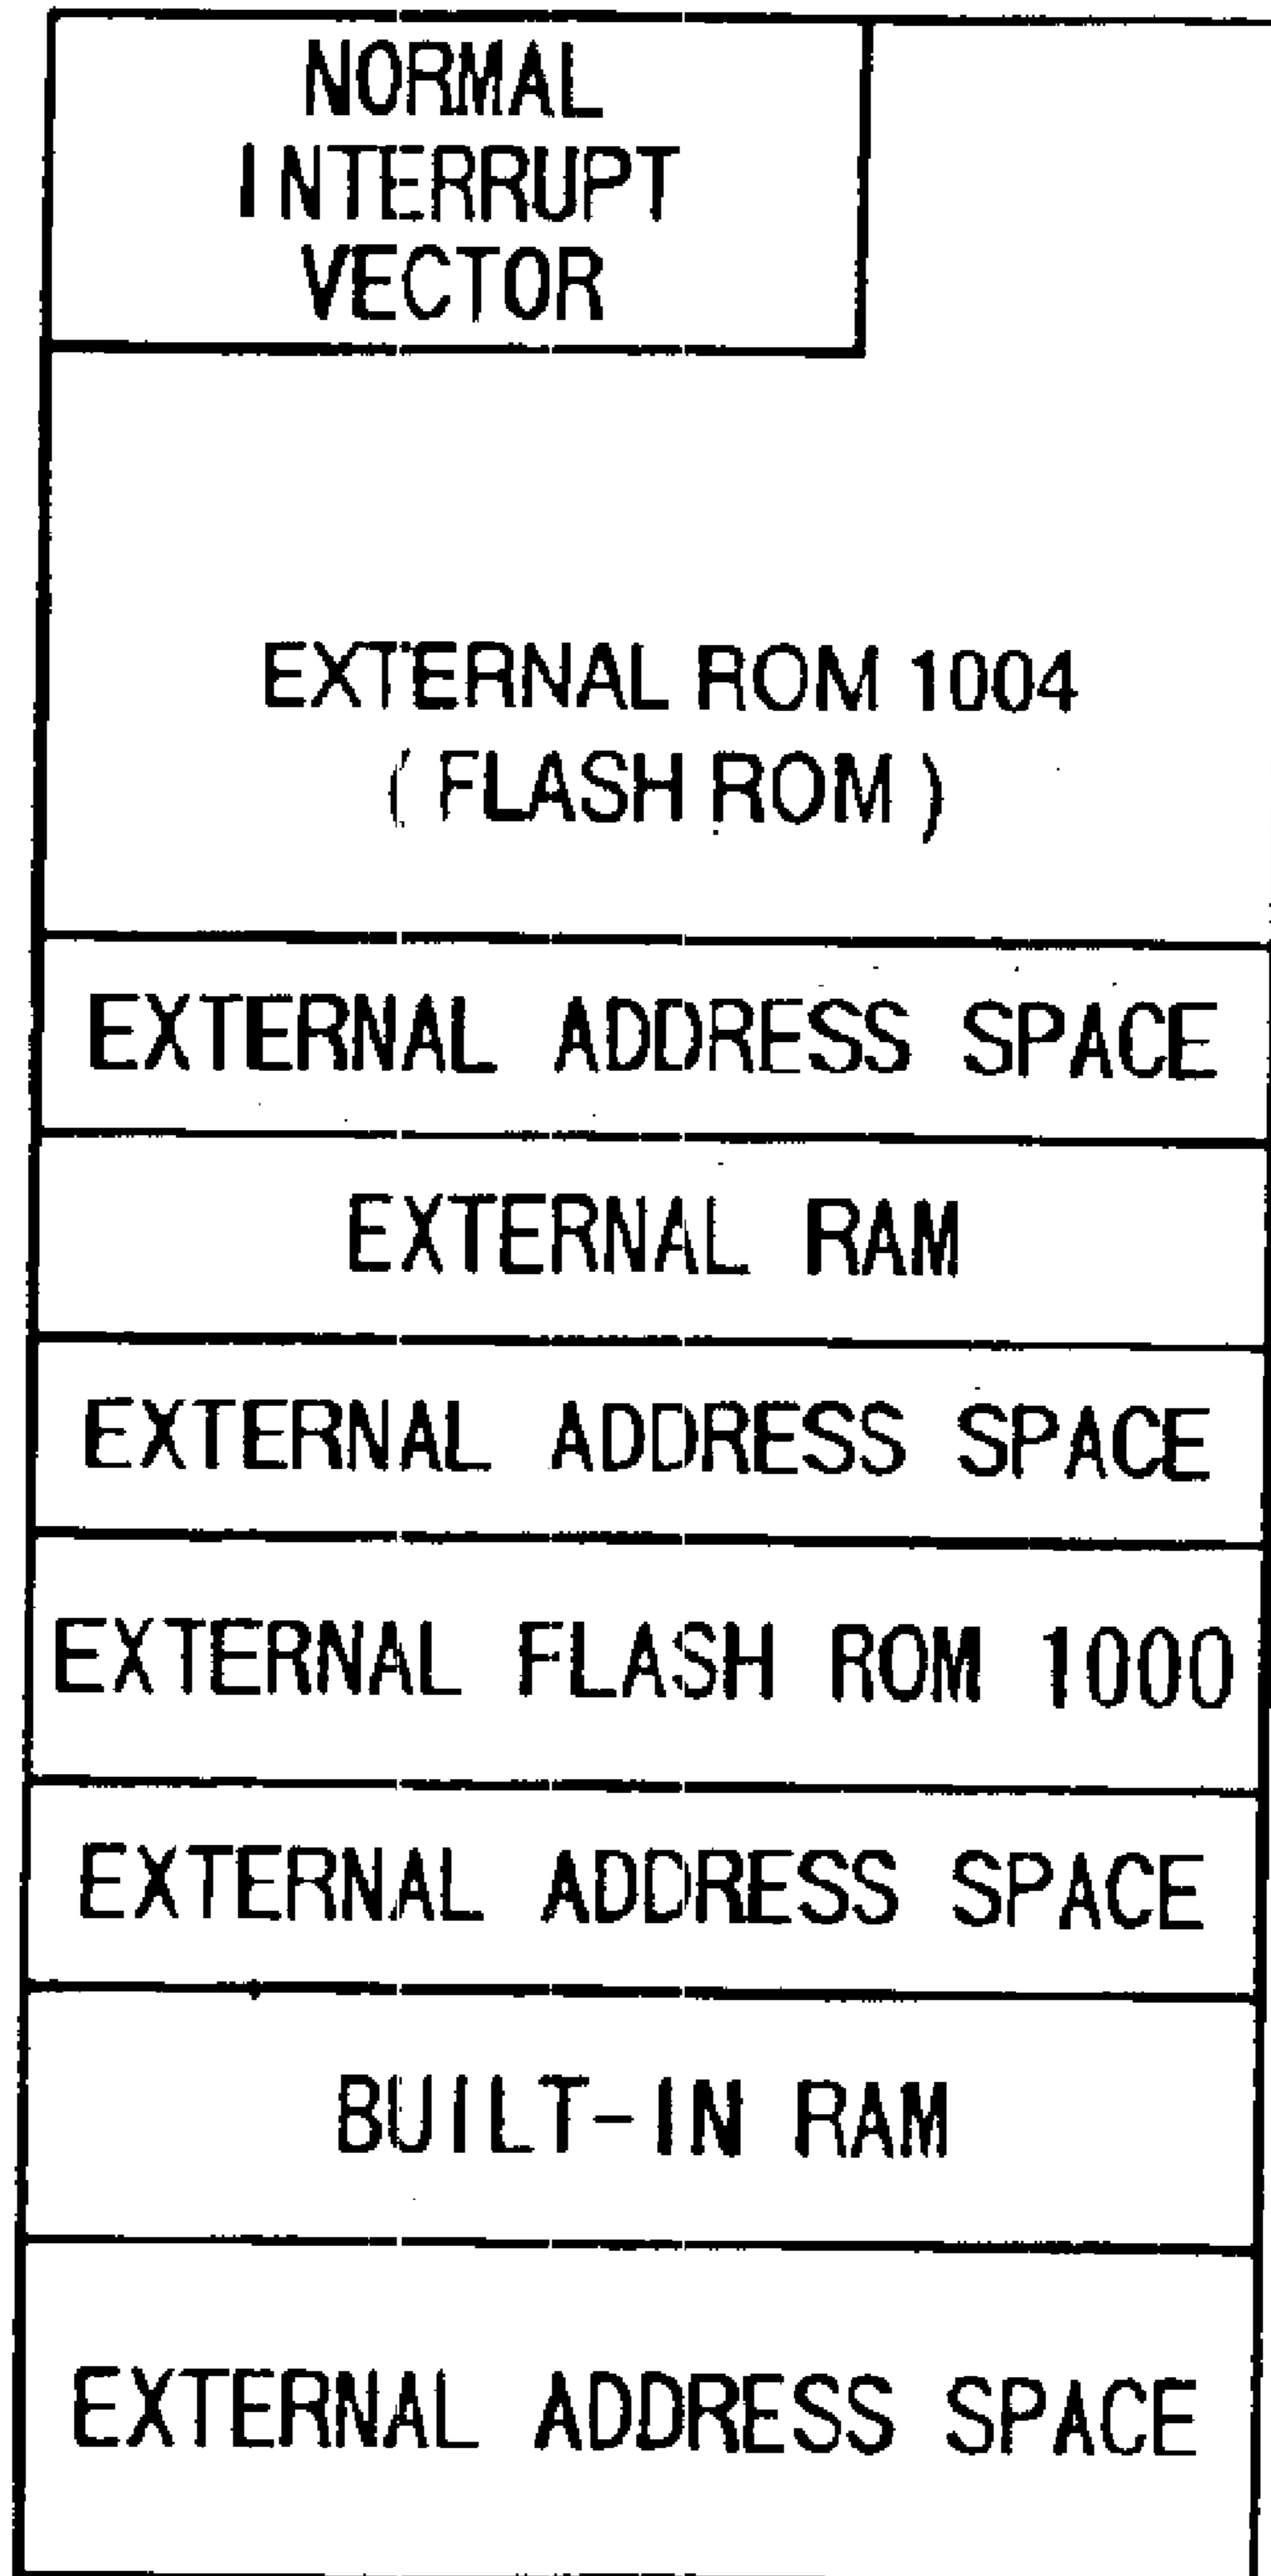 NORMAL
INTERRUPT
VECTOR
EXTERNAL ROM 1004
( FLASH ROM )
EXTERNAL ADDRESS SPACE
EXTERNAL RAM
EXTERNAL ADDRESS SPACE
EXTERNAL FLASH ROM 1000
EXTERNAL ADDRESS SPACE
BUILT-IN RAM
EXTERNAL ADDRESS SPACE